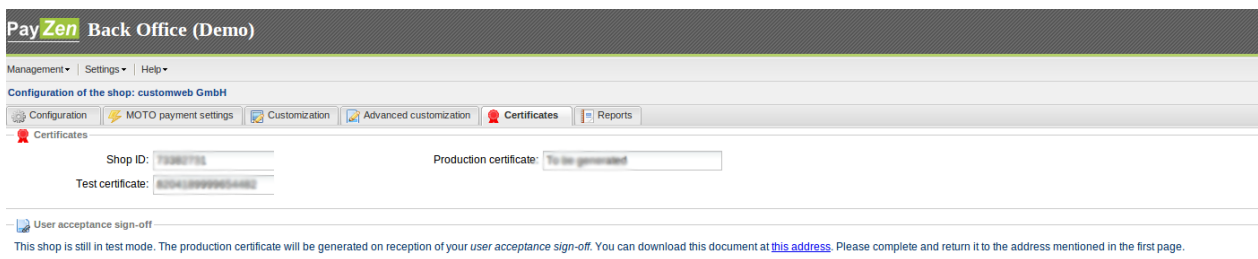 PayZen Back Office (Demo)
Management Settings Help
Configuration of the shop: customweb GmbH
Configuration MOTO payment settings Customization Advanced customization Certificates Reports
Certificates
Shop ID: Production certificate: To be generated
Test certificate:
User acceptance sign-off
This shop is still in test mode. The production certificate will be generated on reception of your user acceptance sign-off. You can download this document at this address. Please complete and return it to the address mentioned in the first page.